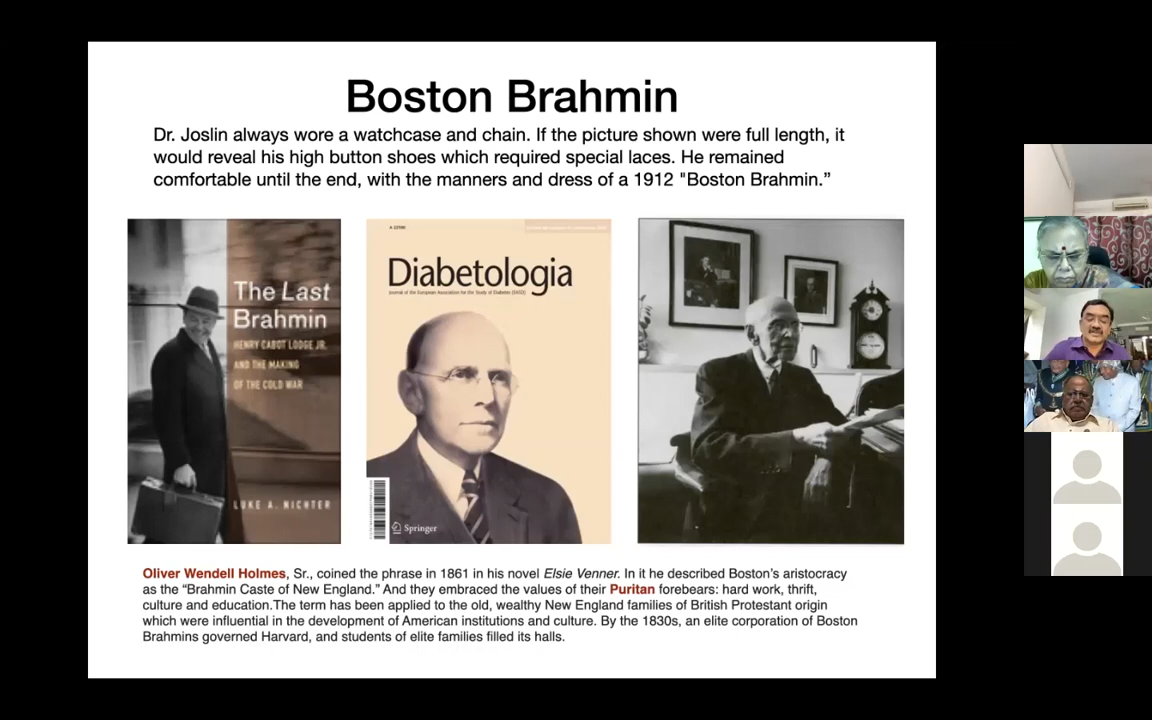 Boston Brahmin
Dr. Joslin always wore a watchcase and chain. If the picture shown were full length, it
would reveal his high button shoes which required special laces. He remained
comfortable until the end, with the manners and dress of a 1912 "Boston Brahmin.”
The Last
Brahmin
HENRY CABOT LODGE JR.
AND THE MAKING
OF THE COLD WAR
LUKE A. NICHTER
Diabetologia
Journal of the European Association for the Study of Diabetes (EASD)
Springer
Oliver Wendell Holmes, Sr., coined the phrase in 1861 in his novel Elsie Venner. In it he described Boston’s aristocracy
as the “Brahmin Caste of New England.” And they embraced the values of their Puritan forebears: hard work, thrift,
culture and education.The term has been applied to the old, wealthy New England families of British Protestant origin
which were influential in the development of American institutions and culture. By the 1830s, an elite corporation of Boston
Brahmins governed Harvard, and students of elite families filled its halls.